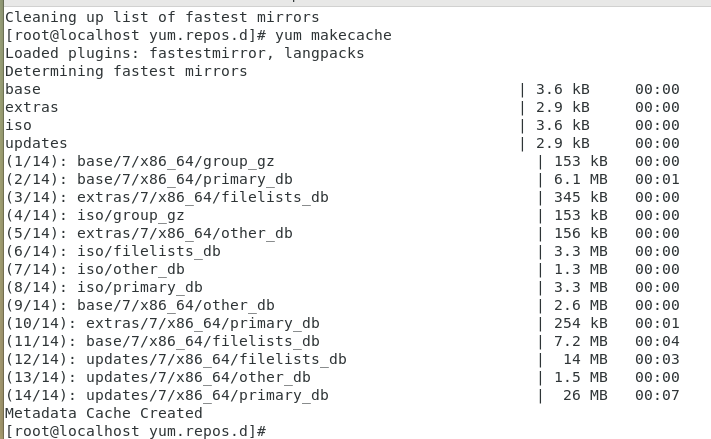 Cleaning up list of fastest mirrors
[root@localhost yum.repos.d]# yum makecache
Loaded plugins: fastestmirror, langpacks
Determining fastest mirrors
base | 3.6 kB 00:00
extras | 2.9 kB 00:00
iso | 3.6 kB 00:00
updates | 2.9 kB 00:00
(1/14): base/7/x86_64/group_gz | 153 kB 00:00
(2/14): base/7/x86_64/primary_db | 6.1 MB 00:01
(3/14): extras/7/x86_64/filelists_db | 345 kB 00:00
(4/14): iso/group_gz | 153 kB 00:00
(5/14): extras/7/x86_64/other_db | 156 kB 00:00
(6/14): iso/filelists_db | 3.3 MB 00:00
(7/14): iso/other_db | 1.3 MB 00:00
(8/14): iso/primary_db | 3.3 MB 00:00
(9/14): base/7/x86_64/other_db | 2.6 MB 00:00
(10/14): extras/7/x86_64/primary_db | 254 kB 00:01
(11/14): base/7/x86_64/filelists_db | 7.2 MB 00:04
(12/14): updates/7/x86_64/filelists_db | 14 MB 00:03
(13/14): updates/7/x86_64/other_db | 1.5 MB 00:00
(14/14): updates/7/x86_64/primary_db | 26 MB 00:07
Metadata Cache Created
[root@localhost yum.repos.d]#